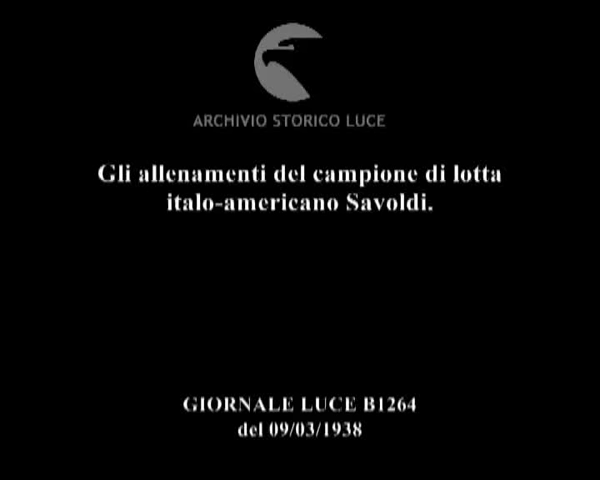 ARCHIVIO STORICO LUCE
Gli allenamenti del campione di lotta
italo-americano Savoldi.
GIORNALE LUCE B1264
del 09/03/1938